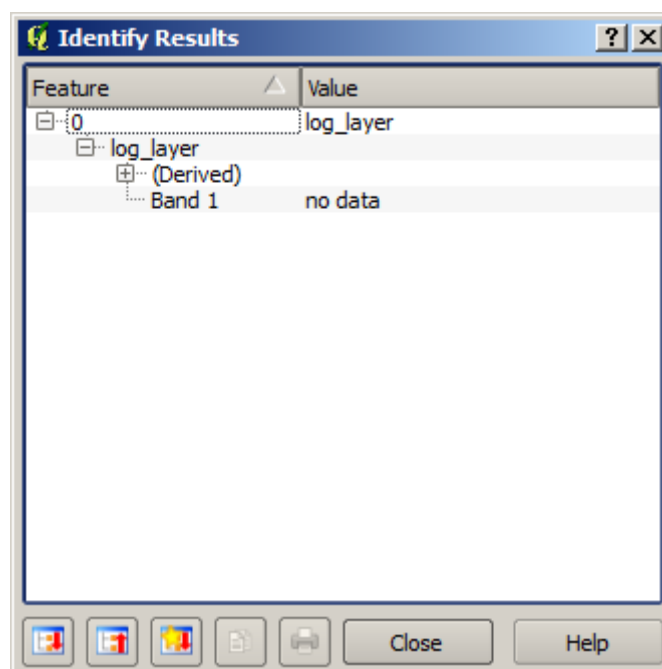 Identify Results
Feature Value
0 log_layer
log_layer
(Derived)
Band 1 no data
Close Help